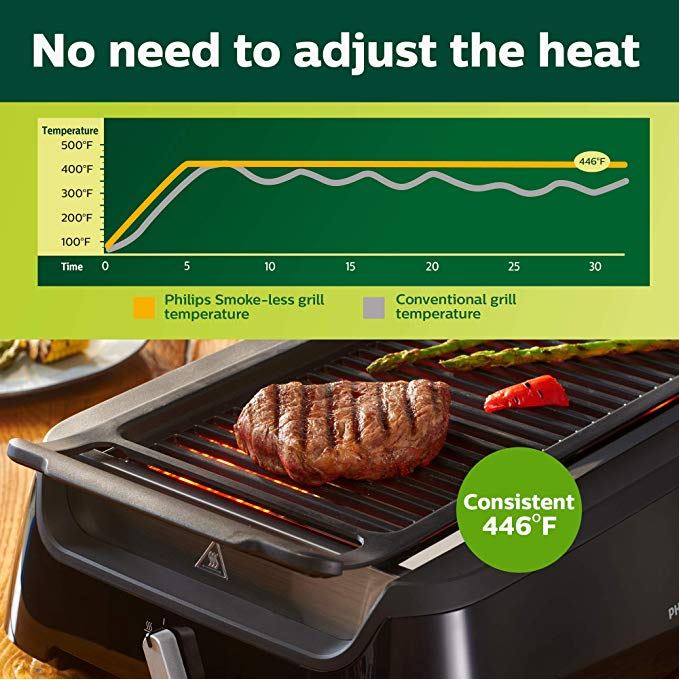 No need to adjust the heat
Temperature
500°F
400°F
300°F
200°F
100°F
446°F
Time 0 5 10 15 20 25 30
Philips Smoke-less grill
temperature
Conventional grill
temperature
Consistent
446°F